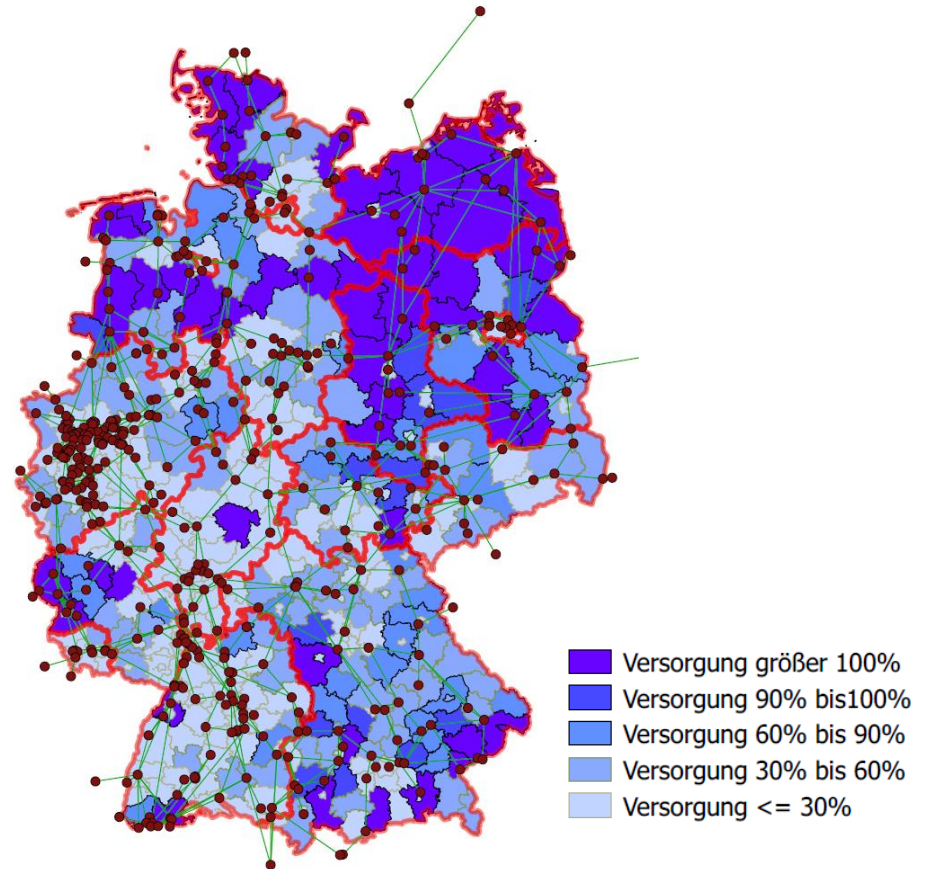 Versorgung größer 100%
Versorgung 90% bis100%
Versorgung 60% bis 90%
Versorgung 30% bis 60%
Versorgung <= 30%